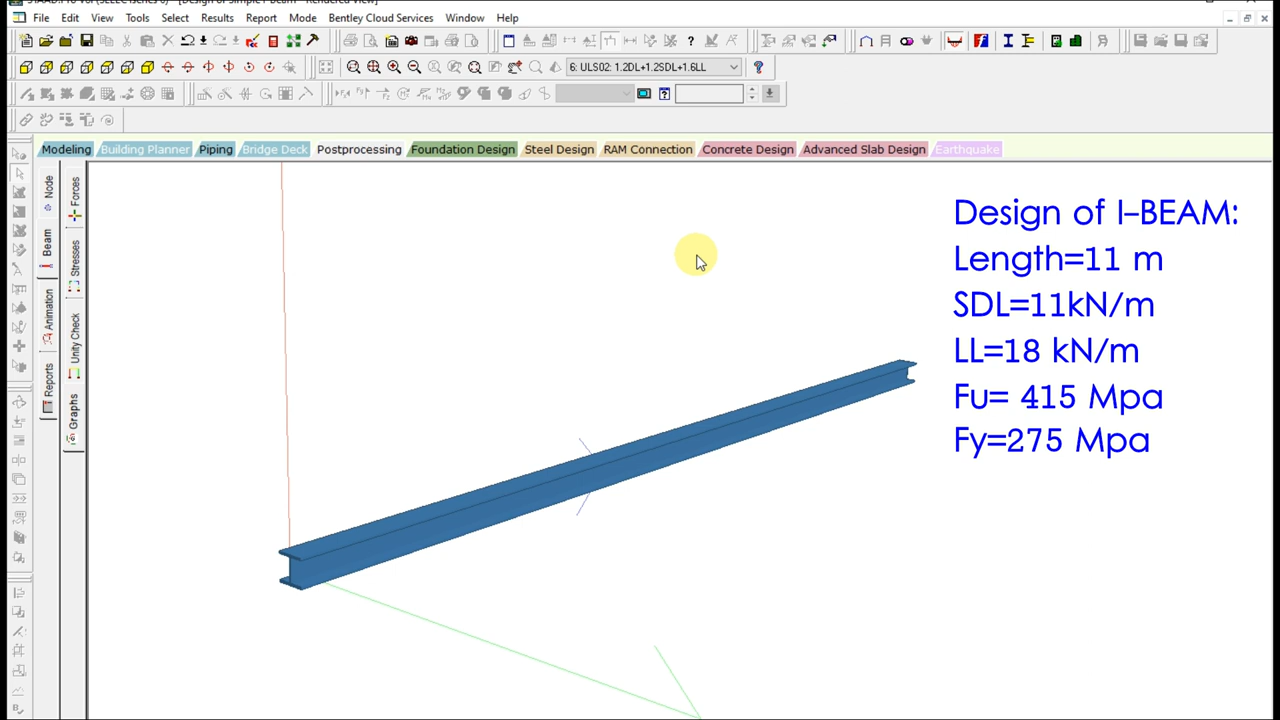 File Edit View Tools Select Results Report Mode Bentley Cloud Services Window Help
6: ULS02: 1.2DL+1.2SDL+1.6LL
Modeling Building Planner Piping Bridge Deck Postprocessing Foundation Design Steel Design RAM Connection Concrete Design Advanced Slab Design Earthquake
Node
Beam
Animation
Reports
Forces
Stresses
Unity Check
Graphs
Design of I-BEAM:
Length=11 m
SDL=11kN/m
LL=18 kN/m
Fu= 415 Mpa
Fy=275 Mpa